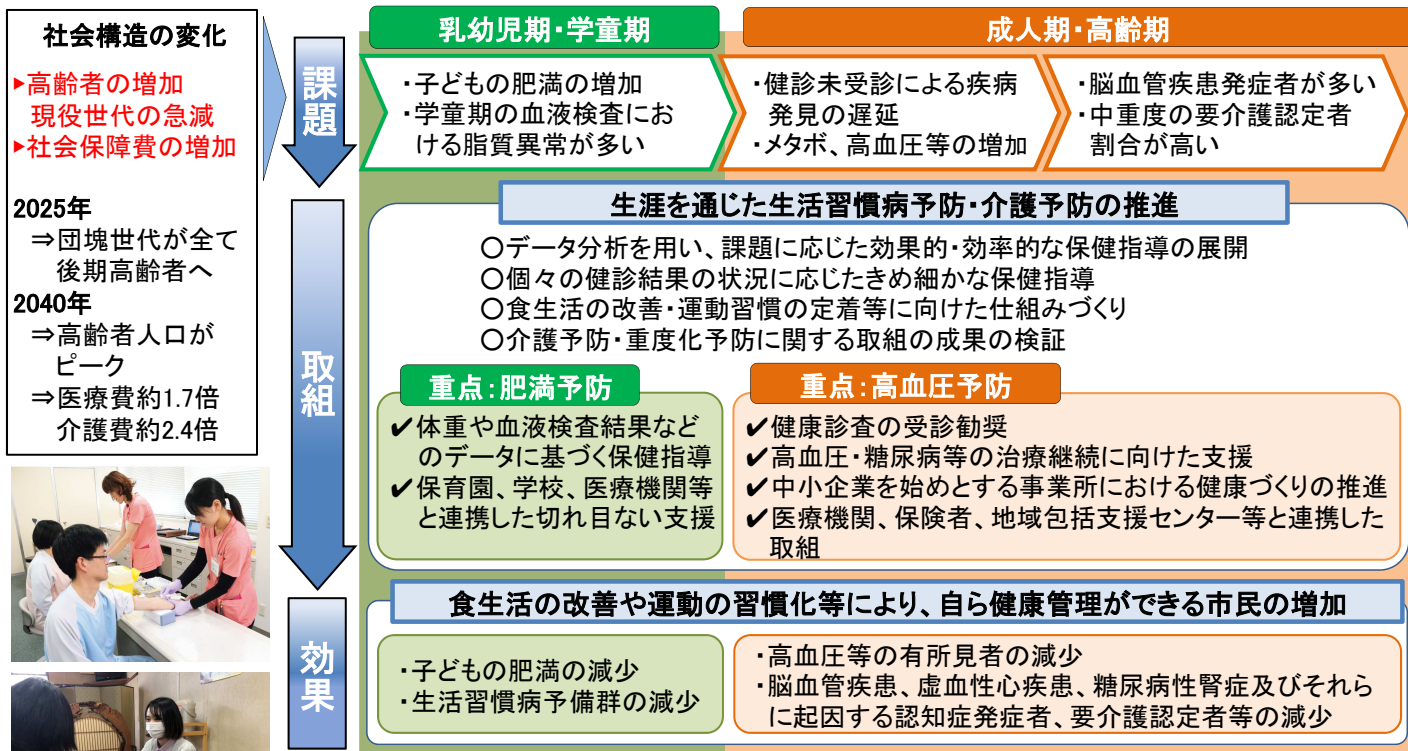 社会構造の変化
▶高齢者の増加
現役世代の急減
▶社会保障費の増加
2025年
⇒団塊世代が全て
後期高齢者へ
2040年
⇒高齢者人口が
ピーク
⇒医療費約1.7倍
介護費約2.4倍
課題
乳幼児期・学童期
・子どもの肥満の増加
・学童期の血液検査にお
ける脂質異常が多い
成人期・高齢期
・健診未受診による疾病
発見の遅延
・メタボ、高血圧等の増加
・脳血管疾患発症者が多い
・中重度の要介護認定者
割合が高い
取組
生涯を通じた生活習慣病予防・介護予防の推進
○データ分析を用い、課題に応じた効果的・効率的な保健指導の展開
○個々の健診結果の状況に応じたきめ細かな保健指導
○食生活の改善・運動習慣の定着等に向けた仕組みづくり
○介護予防・重度化予防に関する取組の成果の検証
重点:肥満予防
✔体重や血液検査結果など
のデータに基づく保健指導
✔保育園、学校、医療機関等
と連携した切れ目ない支援
重点:高血圧予防
✔健康診査の受診勧奨
✔高血圧・糖尿病等の治療継続に向けた支援
✔中小企業を始めとする事業所における健康づくりの推進
✔医療機関、保険者、地域包括支援センター等と連携した
取組
効果
食生活の改善や運動の習慣化等により、自ら健康管理ができる市民の増加
・子どもの肥満の減少
・生活習慣病予備群の減少
・高血圧等の有所見者の減少
・脳血管疾患、虚血性心疾患、糖尿病性腎症及びそれら
に起因する認知症発症者、要介護認定者等の減少